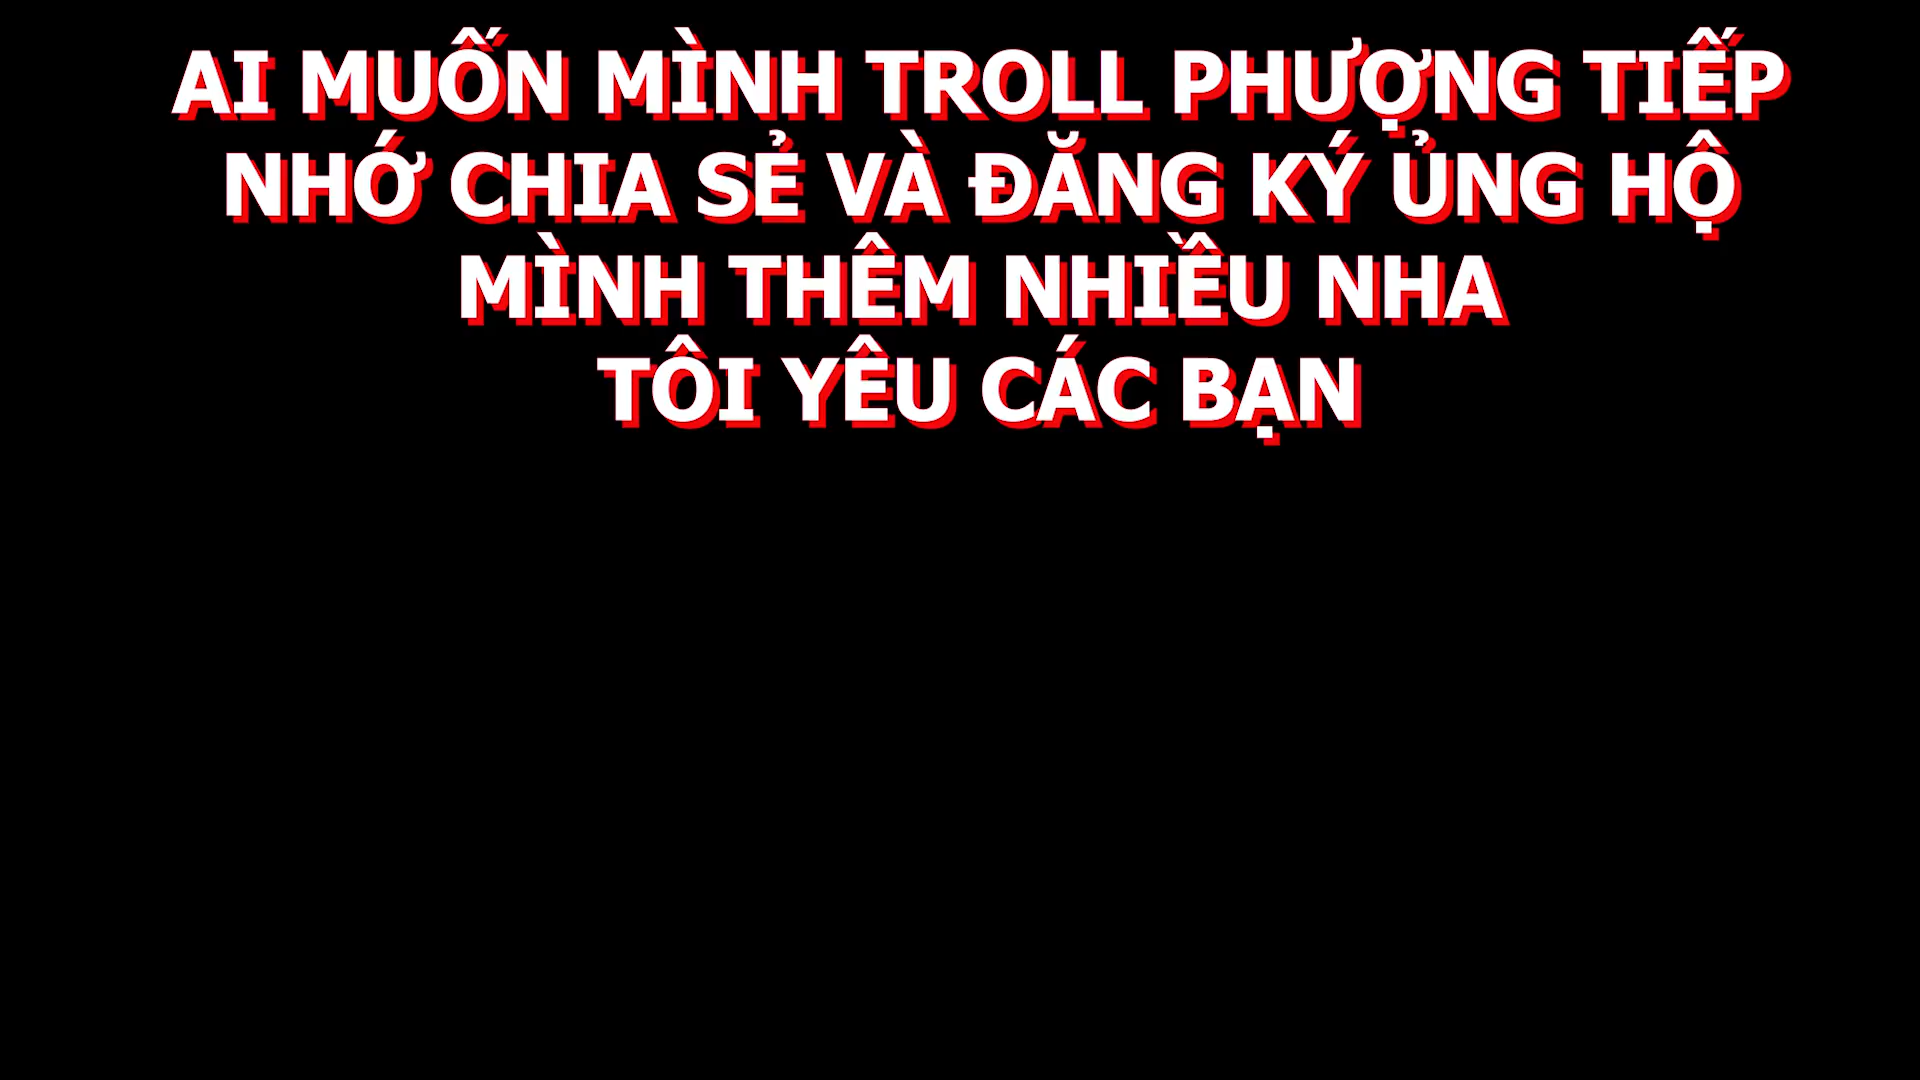 AI MUỐN MÌNH TROLL PHƯỢNG TIẾP
NHỚ CHIA SẺ VÀ ĐĂNG KÝ ỦNG HỘ
MÌNH THÊM NHIỀU NHA
TÔI YÊU CÁC BẠN